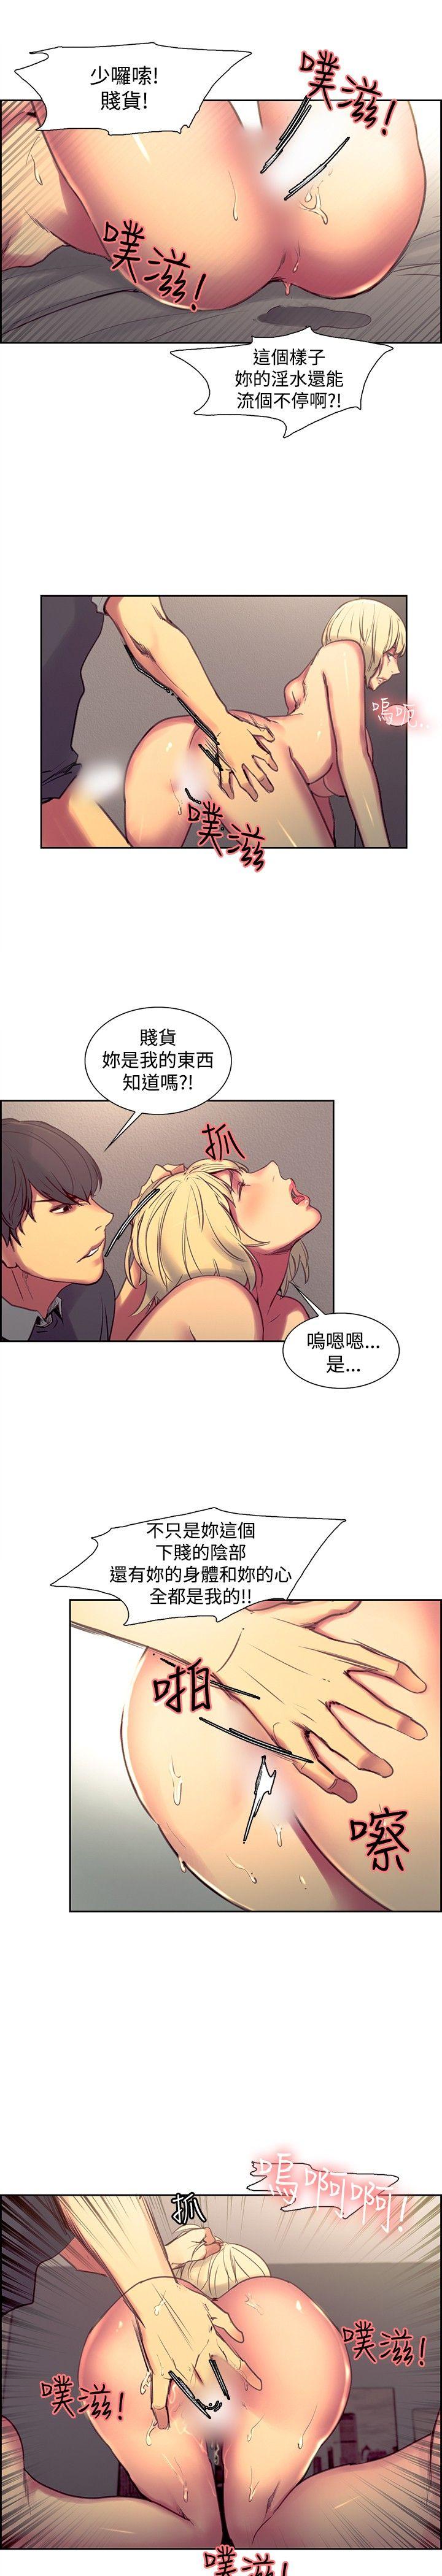 少囉嗦!
賤貨!
噗滋!
噗滋!
這個樣子
妳的淫水還能
流個不停啊?!
嗚呃...
噗滋
賤貨
妳是我的東西
知道嗎?!
抓
嗚嗯嗯...
是...
不只是妳這個
下賤的陰部
還有妳的身體和妳的心
全都是我的!!
啪
嚓
嗚啊啊!
抓
噗滋!
噗滋!
噗滋!